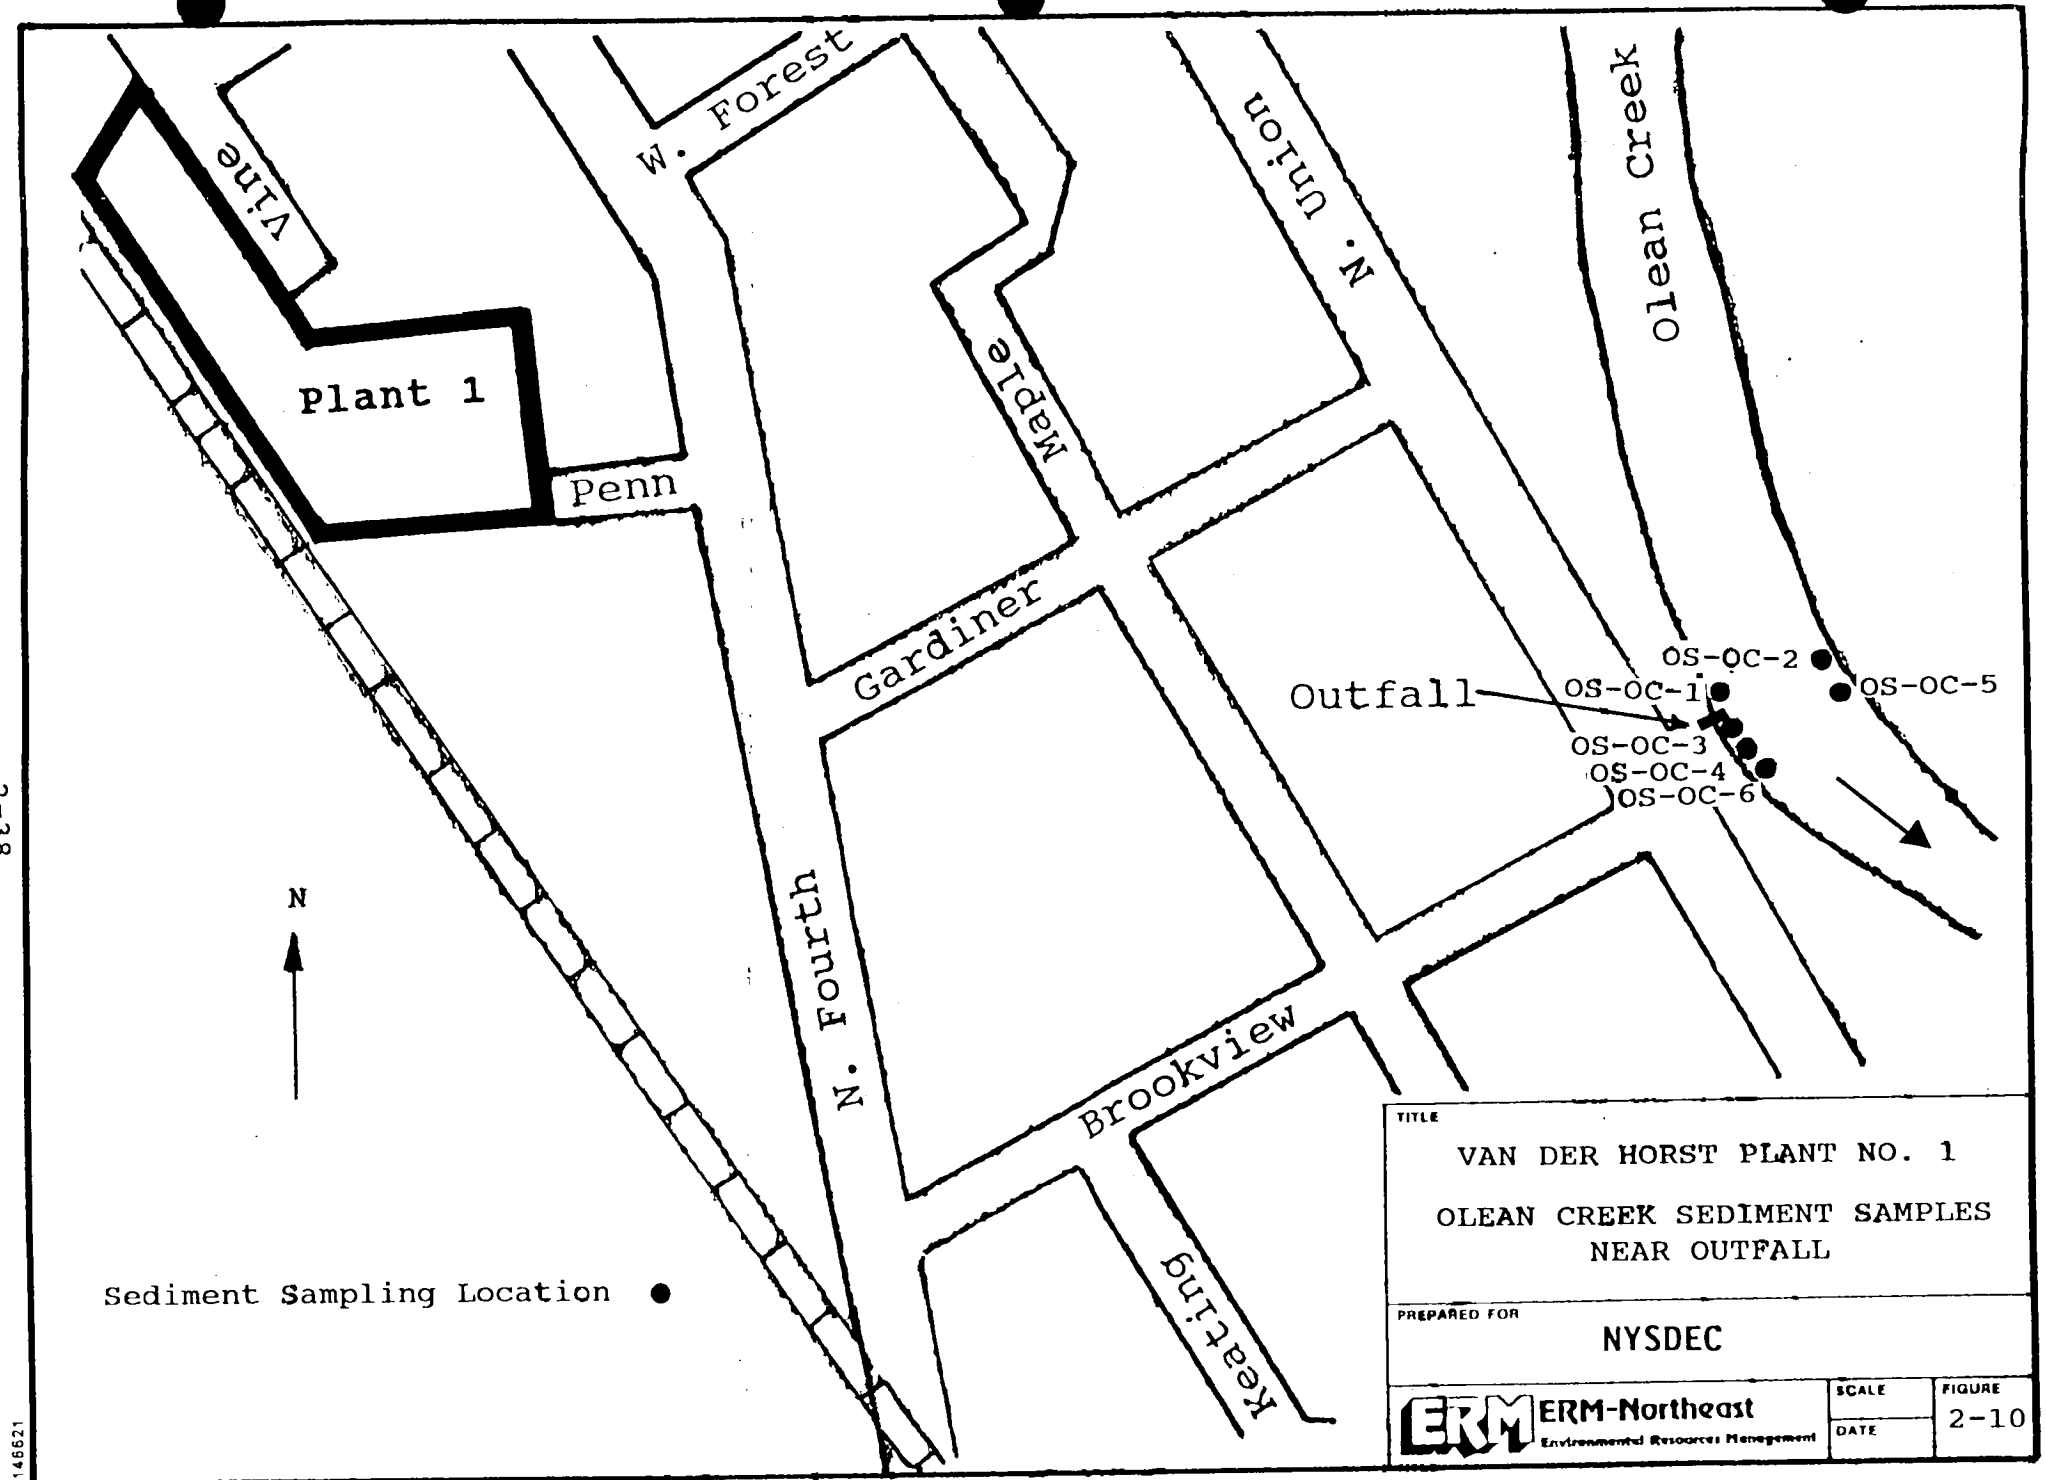 W. Forest
Vine
N. Union
Olean Creek
Maple
Plant 1
Penn
Gardiner
OS-OC-2
OS-OC-1
OS-OC-5
Outfall
OS-OC-3
OS-OC-4
OS-OC-6
2-38
N
N. Fourth
Brookview
Keating
Sediment Sampling Location
TITLE
VAN DER HORST PLANT NO. 1
OLEAN CREEK SEDIMENT SAMPLES
NEAR OUTFALL
PREPARED FOR
NYSDEC
ERM ERM-Northeast
Environmental Resources Management
SCALE
DATE
FIGURE
2-10
146621